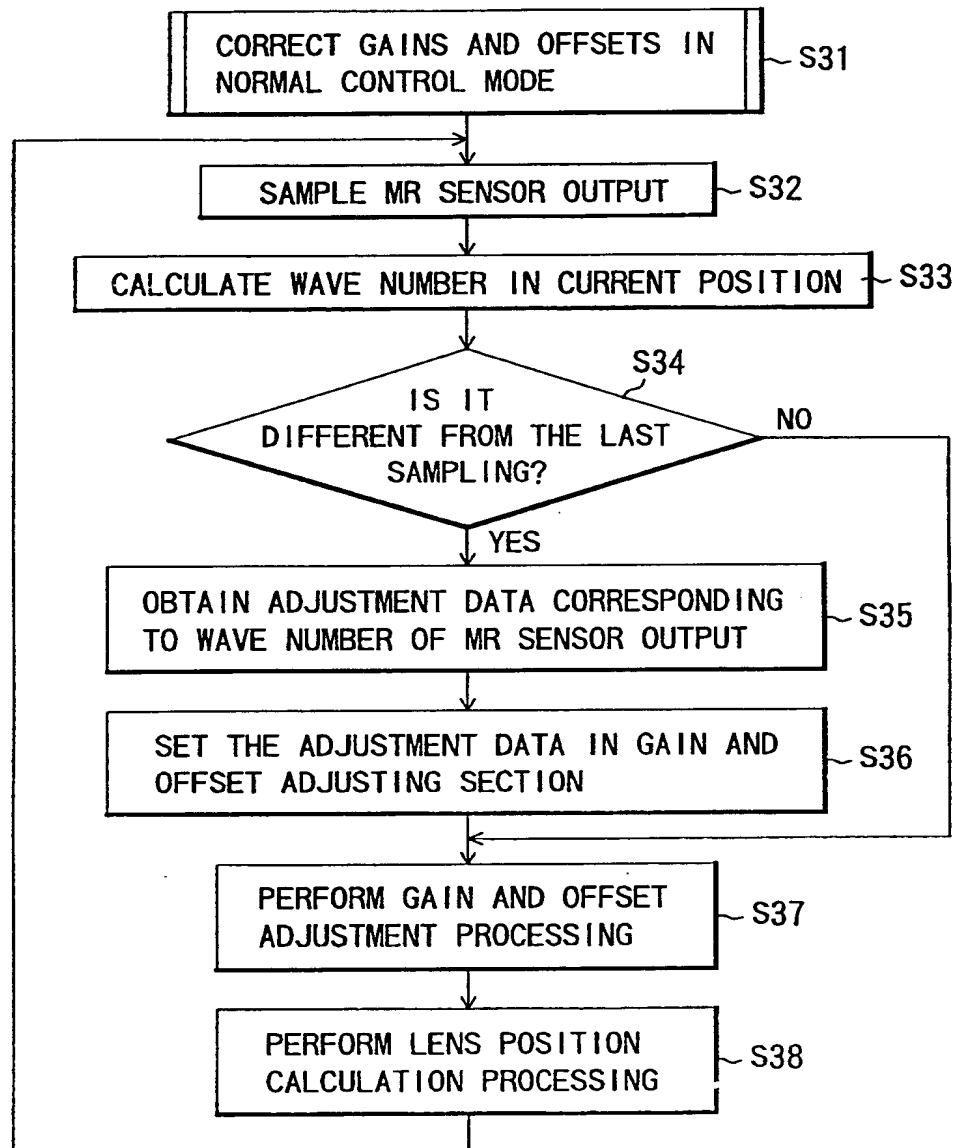 CORRECT GAINS AND OFFSETS IN
NORMAL CONTROL MODE
S31
SAMPLE MR SENSOR OUTPUT
S32
CALCULATE WAVE NUMBER IN CURRENT POSITION
S33
S34
IS IT
DIFFERENT FROM THE LAST
SAMPLING?
NO
YES
OBTAIN ADJUSTMENT DATA CORRESPONDING
TO WAVE NUMBER OF MR SENSOR OUTPUT
S35
SET THE ADJUSTMENT DATA IN GAIN AND
OFFSET ADJUSTING SECTION
S36
PERFORM GAIN AND OFFSET
ADJUSTMENT PROCESSING
S37
PERFORM LENS POSITION
CALCULATION PROCESSING
S38